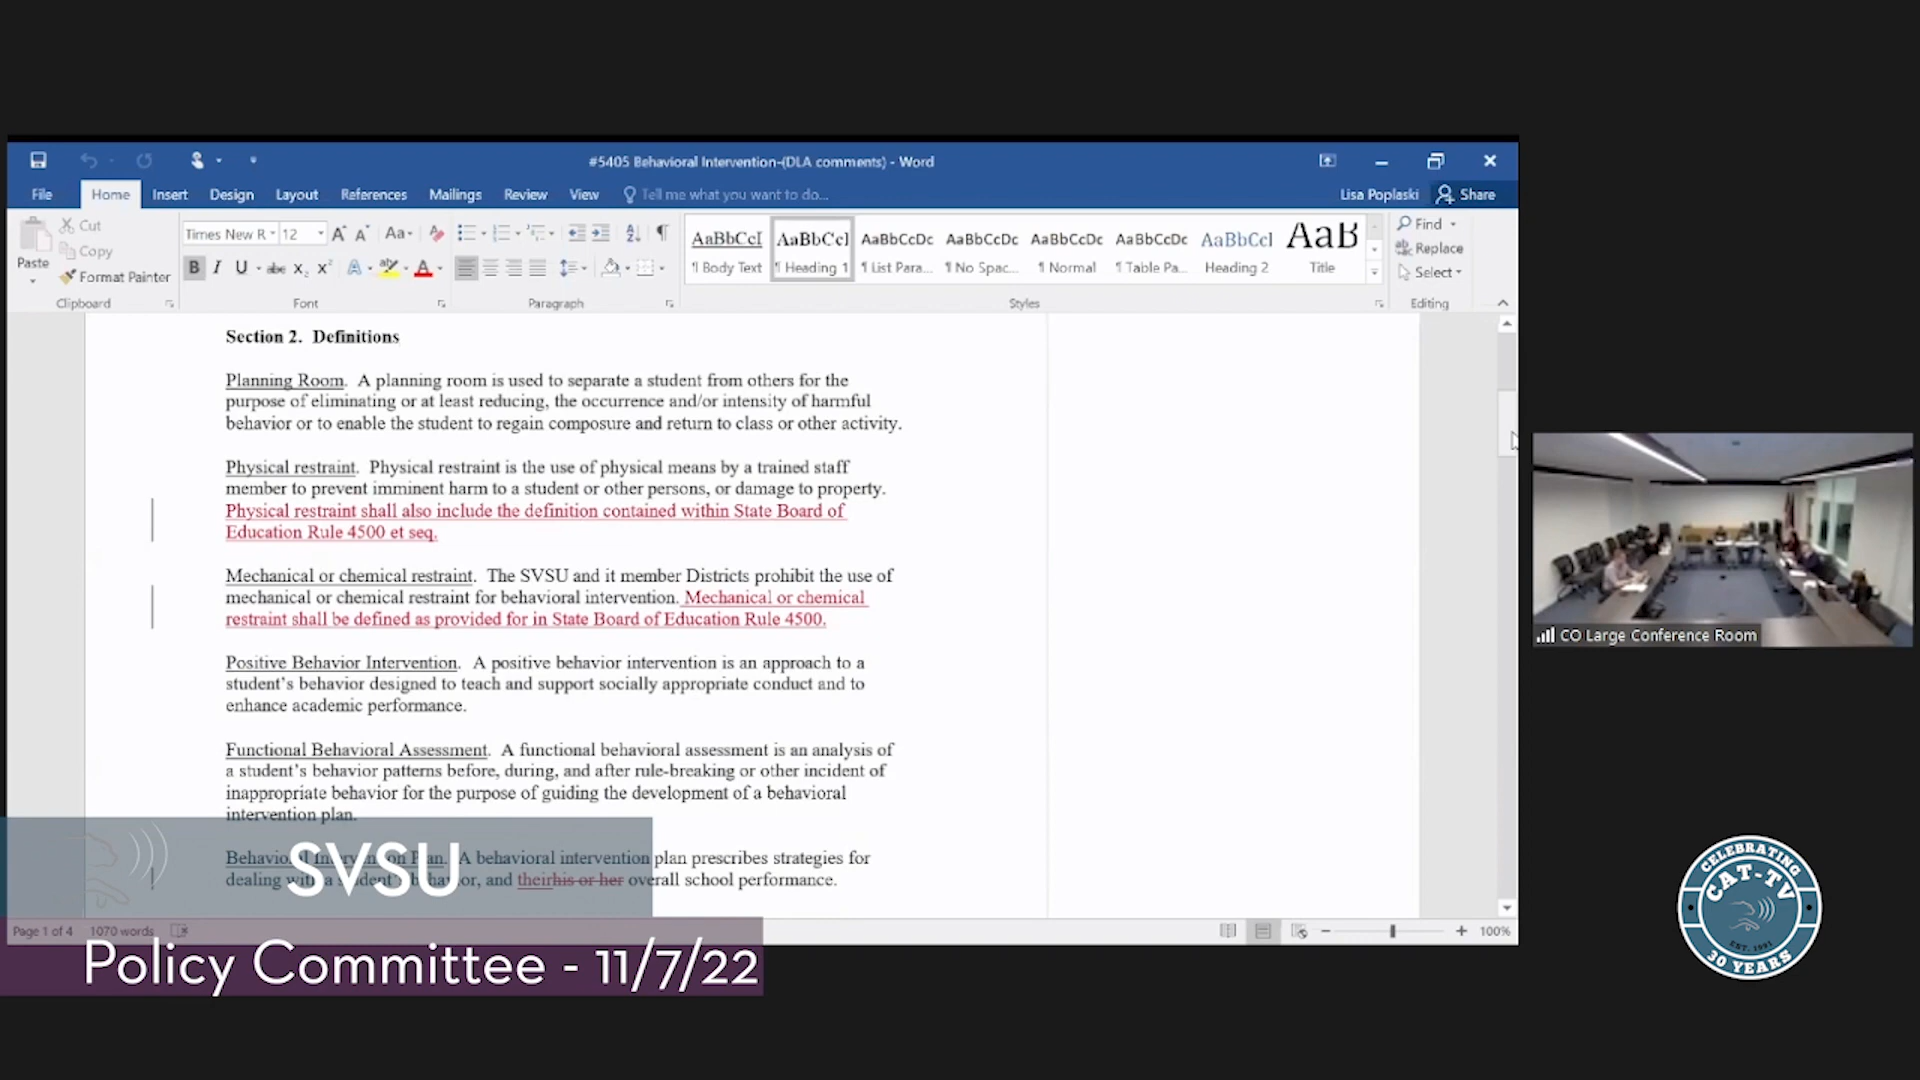 #5405 Behavioral Intervention-(DLA comments) - Word
File Home Insert Design Layout References Mailings Review View Tell me what you want to do... Lisa Poplaski Share
Paste
Cut
Copy
Format Painter
Clipboard
Times New R 12
Font
Paragraph
AaBbCcI AaBbCcI AaBbCcDc AaBbCcDc AaBbCcDc AaBbCcDc AaBbCcI AaB
¶ Body Text ¶ Heading 1 ¶ List Para... ¶ No Spac... ¶ Normal ¶ Table Pa... Heading 2 Title
Styles
Find
Replace
Select
Editing
Section 2. Definitions
Planning Room. A planning room is used to separate a student from others for the
purpose of eliminating or at least reducing, the occurrence and/or intensity of harmful
behavior or to enable the student to regain composure and return to class or other activity.
Physical restraint. Physical restraint is the use of physical means by a trained staff
member to prevent imminent harm to a student or other persons, or damage to property.
Physical restraint shall also include the definition contained within State Board of
Education Rule 4500 et seq.
Mechanical or chemical restraint. The SVSU and it member Districts prohibit the use of
mechanical or chemical restraint for behavioral intervention. Mechanical or chemical
restraint shall be defined as provided for in State Board of Education Rule 4500.
Positive Behavior Intervention. A positive behavior intervention is an approach to a
student's behavior designed to teach and support socially appropriate conduct and to
enhance academic performance.
Functional Behavioral Assessment. A functional behavioral assessment is an analysis of
a student's behavior patterns before, during, and after rule-breaking or other incident of
inappropriate behavior for the purpose of guiding the development of a behavioral
intervention plan.
Behavioral Intervention Plan. A behavioral intervention plan prescribes strategies for
dealing with a student's behavior, and theirhis or her overall school performance.
Page 1 of 4 1070 words
100%
SVSU
Policy Committee - 11/7/22
CO Large Conference Room
CELEBRATING
CAT-TV
EST. 1991
30 YEARS